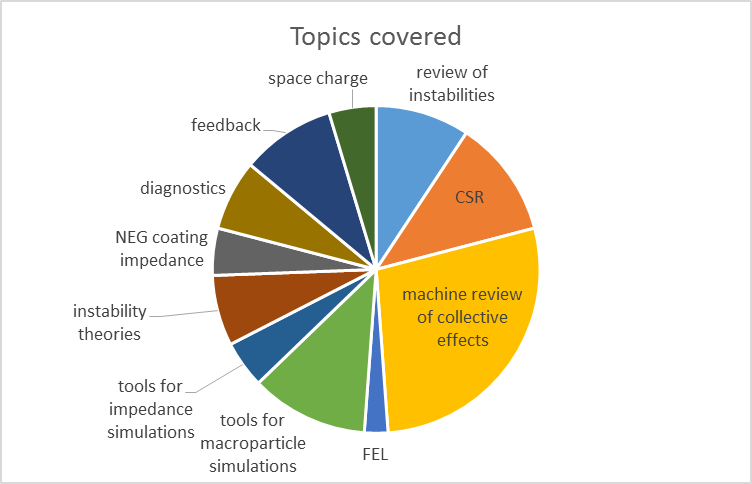 Topics covered
space charge
review of
instabilities
feedback
CSR
diagnostics
NEG coating
impedance
machine review
of collective
effects
instability
theories
tools for
impedance
simulations
tools for
macroparticle
simulations
FEL